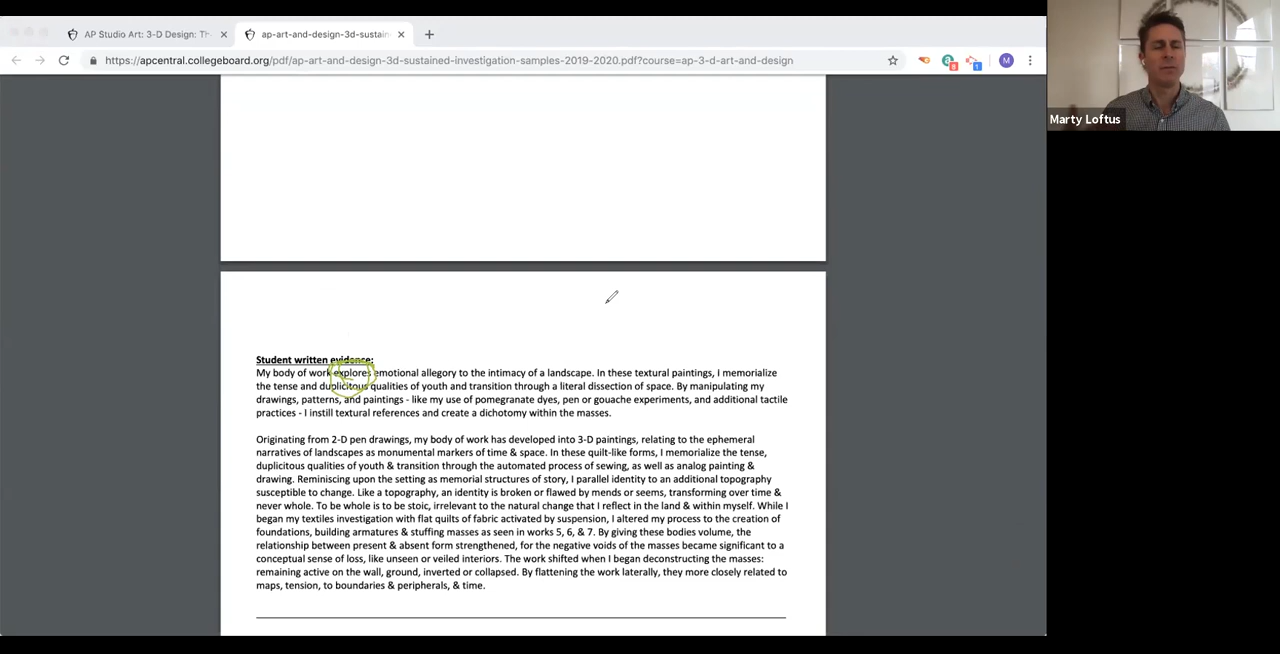 AP Studio Art: 3-D Design: Th
ap-art-and-design-3d-sustain
https://apcentral.collegeboard.org/pdf/ap-art-and-design-3d-sustained-investigation-samples-2019-2020.pdf?course=ap-3-d-art-and-design
M
Marty Loftus
Student written evidence:
My body of work explores emotional allegory to the intimacy of a landscape. In these textural paintings, I memorialize
the tense and duplicitous qualities of youth and transition through a literal dissection of space. By manipulating my
drawings, patterns, and paintings - like my use of pomegranate dyes, pen or gouache experiments, and additional tactile
practices - I instill textural references and create a dichotomy within the masses.
Originating from 2-D pen drawings, my body of work has developed into 3-D paintings, relating to the ephemeral
narratives of landscapes as monumental markers of time & space. In these quilt-like forms, I memorialize the tense,
duplicitous qualities of youth & transition through the automated process of sewing, as well as analog painting &
drawing. Reminiscing upon the setting as memorial structures of story, I parallel identity to an additional topography
susceptible to change. Like a topography, an identity is broken or flawed by mends or seems, transforming over time &
never whole. To be whole is to be stoic, irrelevant to the natural change that I reflect in the land & within myself. While I
began my textiles investigation with flat quilts of fabric activated by suspension, I altered my process to the creation of
foundations, building armatures & stuffing masses as seen in works 5, 6, & 7. By giving these bodies volume, the
relationship between present & absent form strengthened, for the negative voids of the masses became significant to a
conceptual sense of loss, like unseen or veiled interiors. The work shifted when I began deconstructing the masses:
remaining active on the wall, ground, inverted or collapsed. By flattening the work laterally, they more closely related to
maps, tension, to boundaries & peripherals, & time.